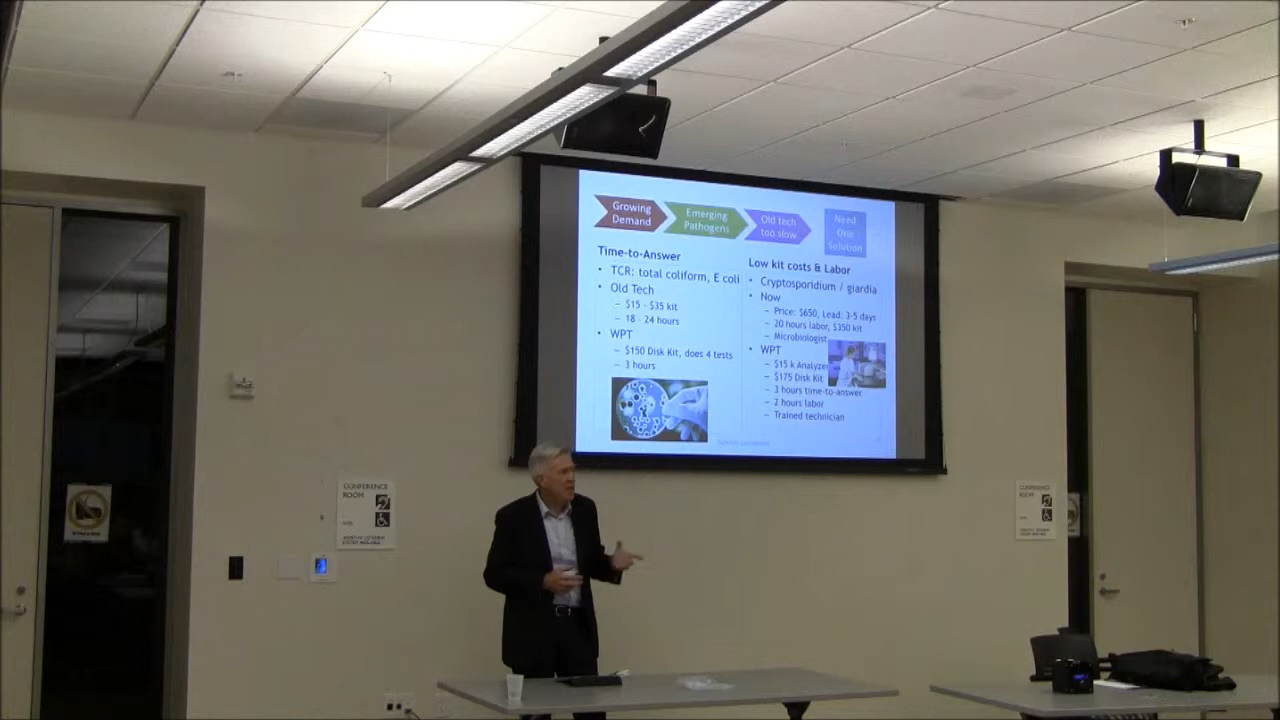 Growing
Demand
Emerging
Pathogens
Old tech
too slow
Need
One
Solution
Time-to-Answer
• TCR: total coliform, E coli
• Old Tech
– $15 - $35 kit
– 18 - 24 hours
• WPT
– $150 Disk Kit, does 4 tests
– 3 hours
Low kit costs & Labor
• Cryptosporidium / giardia
• Now
– Price: $650, Lead: 3-5 days
– 20 hours labor, $350 kit
– Microbiologist
• WPT
– $15 k Analyzer
– $175 Disk Kit
– 3 hours time-to-answer
– 2 hours labor
– Trained technician
CONFERENCE
ROOM
CONFERENCE
ROOM